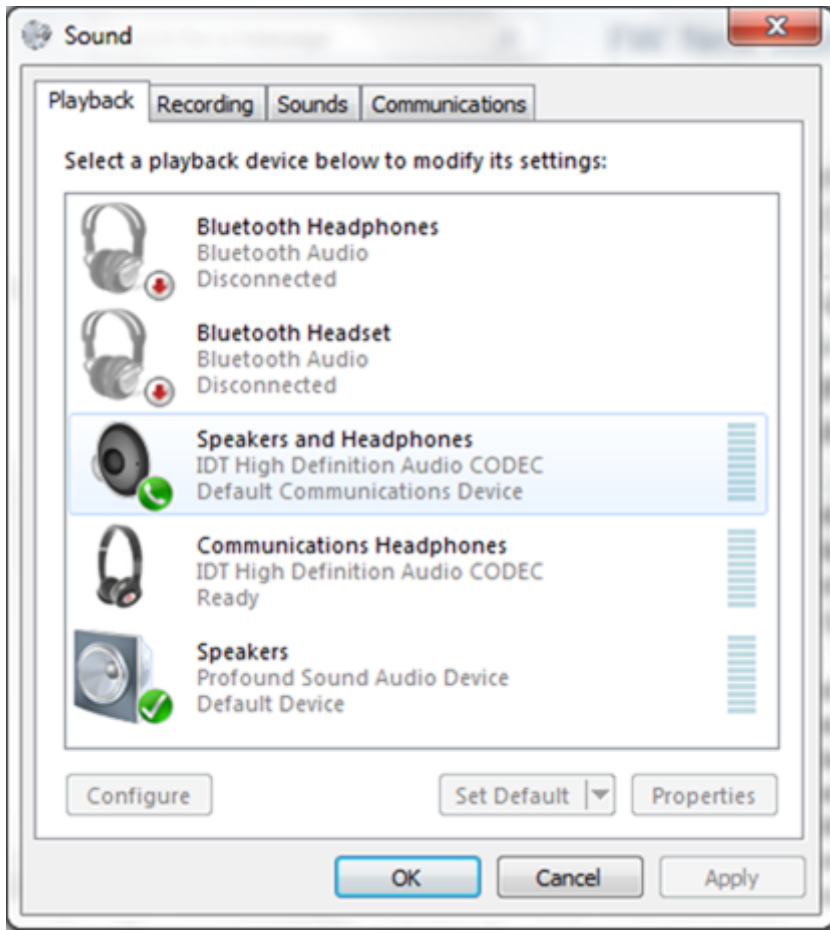 Sound
Playback Recording Sounds Communications
Select a playback device below to modify its settings:
Bluetooth Headphones
Bluetooth Audio
Disconnected
Bluetooth Headset
Bluetooth Audio
Disconnected
Speakers and Headphones
IDT High Definition Audio CODEC
Default Communications Device
Communications Headphones
IDT High Definition Audio CODEC
Ready
Speakers
Profound Sound Audio Device
Default Device
Configure Set Default Properties
OK Cancel Apply